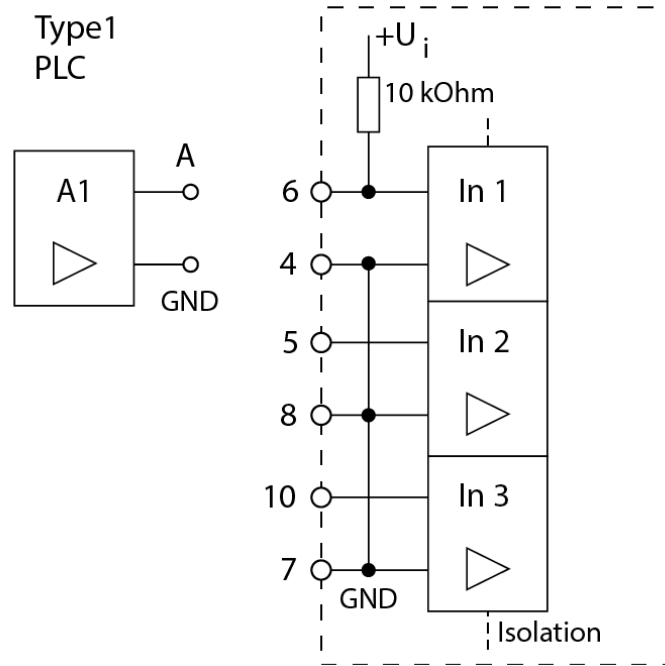 Type1
PLC
+U i
10 kOhm
A
A1
6
In 1
4
GND
5
In 2
8
10
In 3
7
GND
Isolation